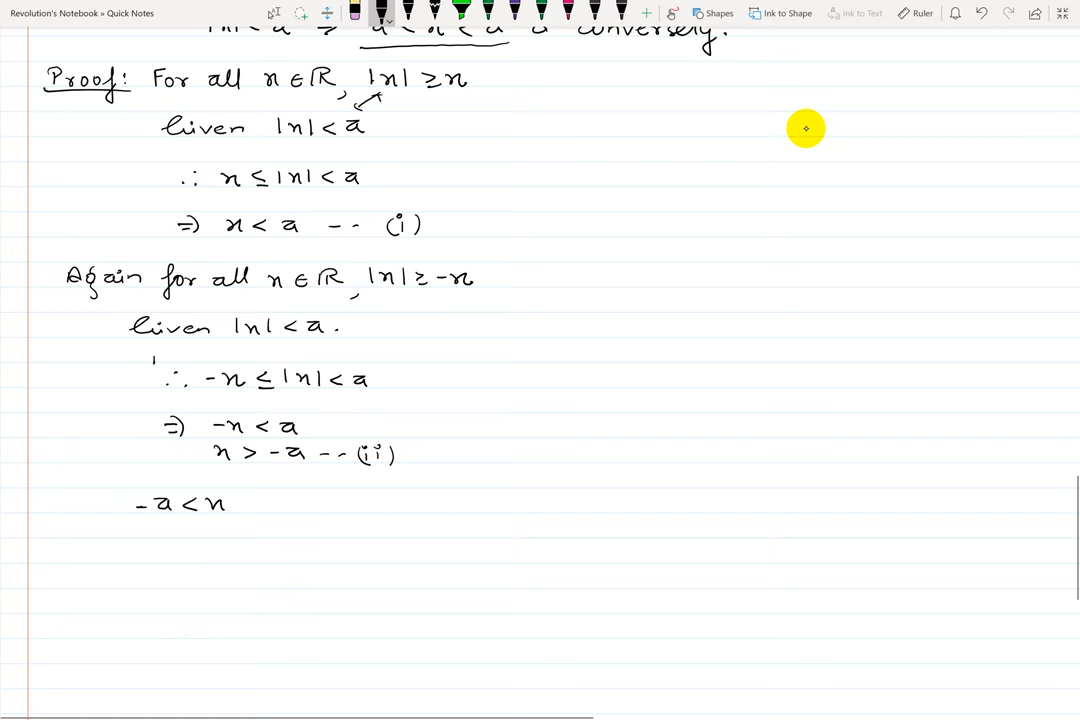 Revolution's Notebook » Quick Notes
Shapes
Ink to Shape
Ink to Text
Ruler
conversely.
Proof: For all x ∈ ℝ, |x| ≥ x
Given |x| < a
∴ x ≤ |x| < a
⇒ x < a -- (i)
Again for all x ∈ ℝ, |x| ≥ -x
Given |x| < a.
∴ -x ≤ |x| < a
⇒ -x < a
x > -a -- (ii)
-a < x